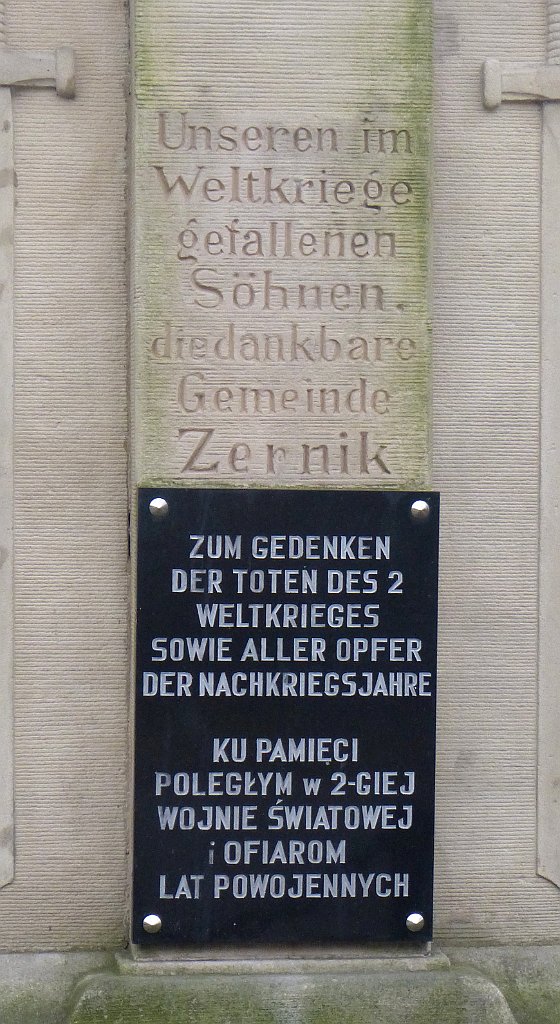 Unseren im
Weltkriege
gefallenen
Söhnen.
die dankbare
Gemeinde
Zernik
ZUM GEDENKEN
DER TOTEN DES 2
WELTKRIEGES
SOWIE ALLER OPFER
DER NACHKRIEGSJAHRE
KU PAMIĘCI
POLEGŁYM w 2-GIEJ
WOJNIE ŚWIATOWEJ
i OFIAROM
LAT POWOJENNYCH